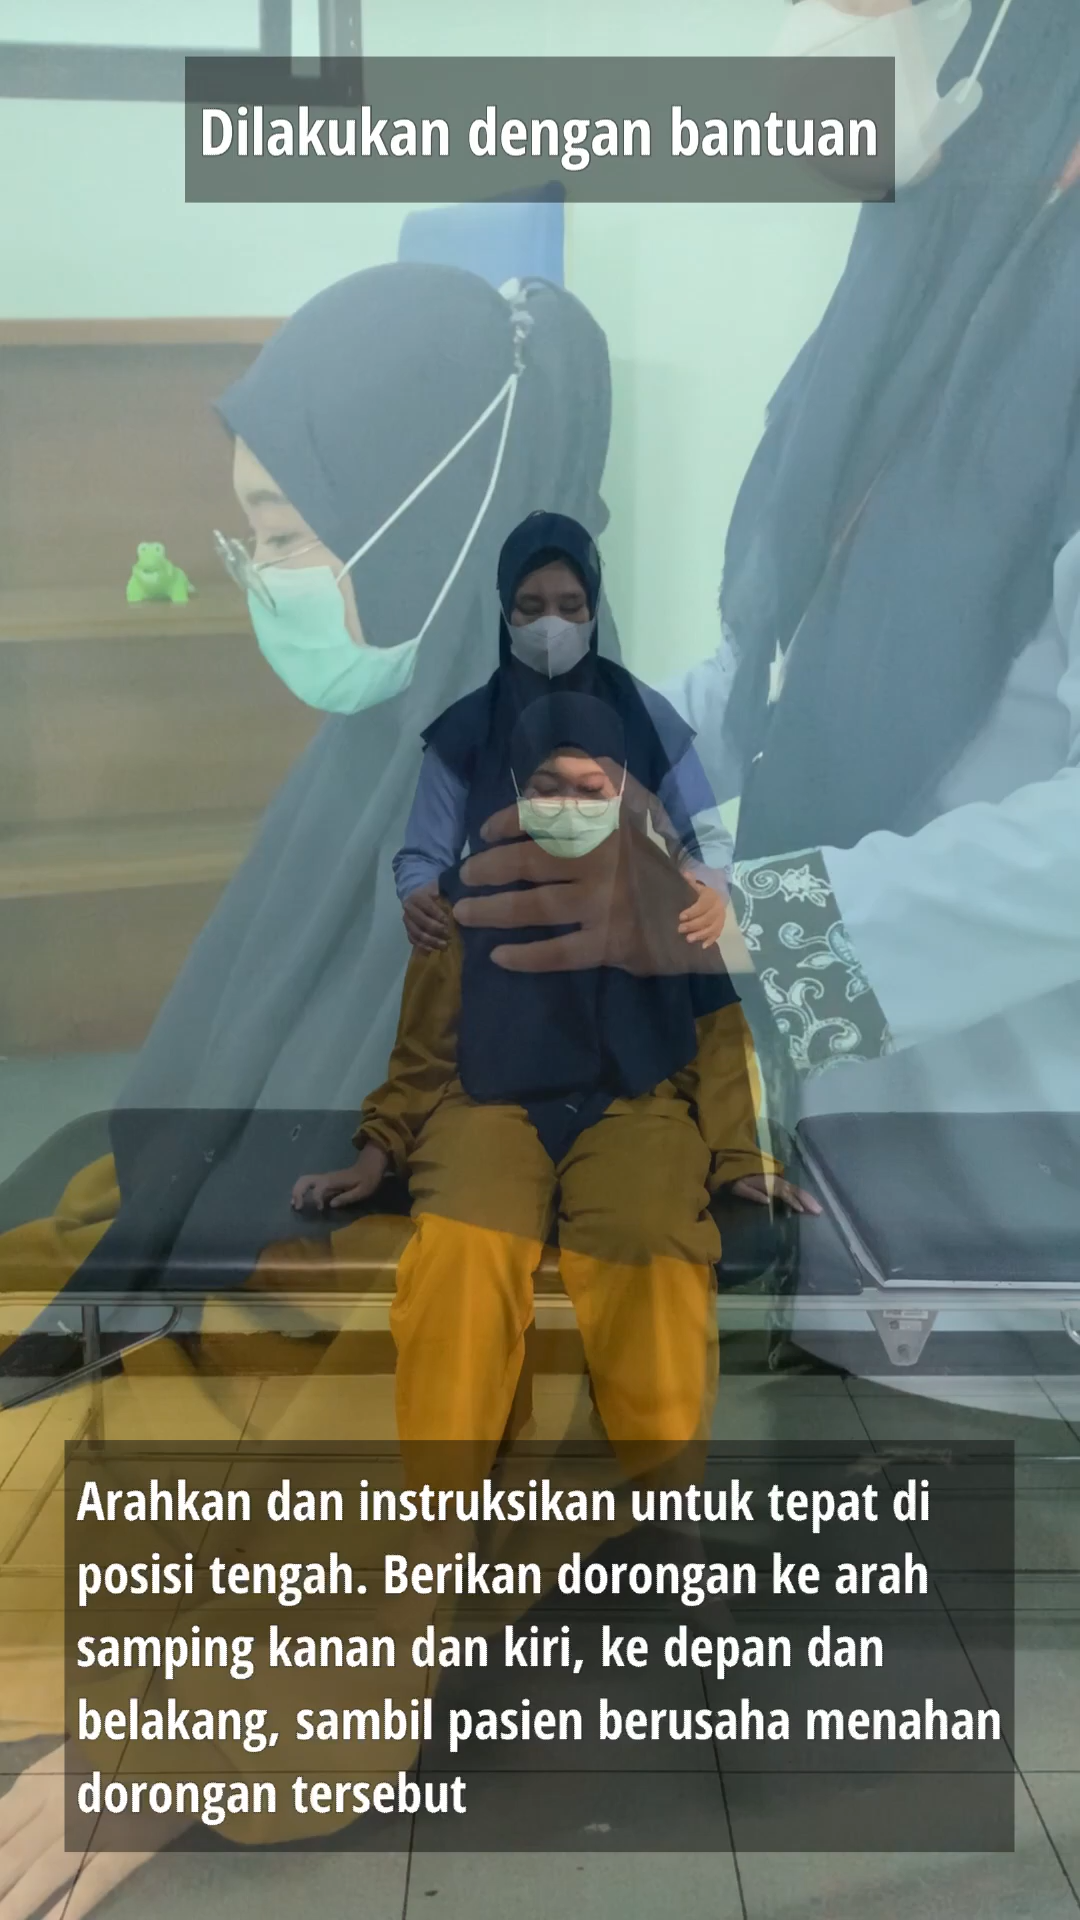 Dilakukan dengan bantuan
Arahkan dan instruksikan untuk tepat di
posisi tengah. Berikan dorongan ke arah
samping kanan dan kiri, ke depan dan
belakang, sambil pasien berusaha menahan
dorongan tersebut